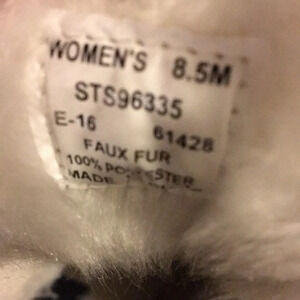 WOMEN'S 8.5M
STS96335
E-16 61428
FAUX FUR
100% POLYESTER
MADE